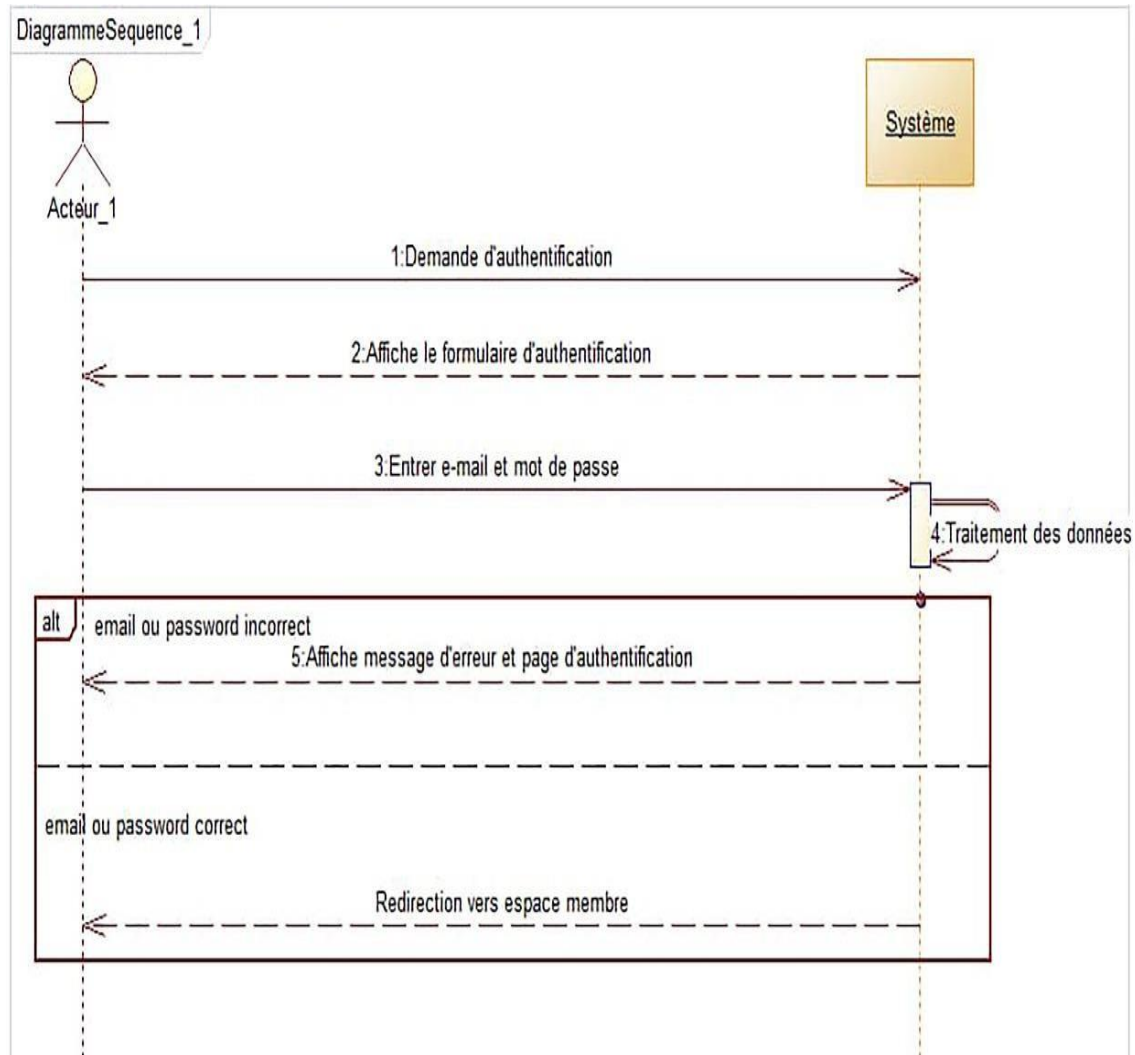 DiagrammeSequence_1
Système
Acteur_1
1:Demande d'authentification
2:Affiche le formulaire d'authentification
3:Entrer e-mail et mot de passe
4:Traitement des données
alt
email ou password incorrect
5:Affiche message d'erreur et page d'authentification
email ou password correct
Redirection vers espace membre